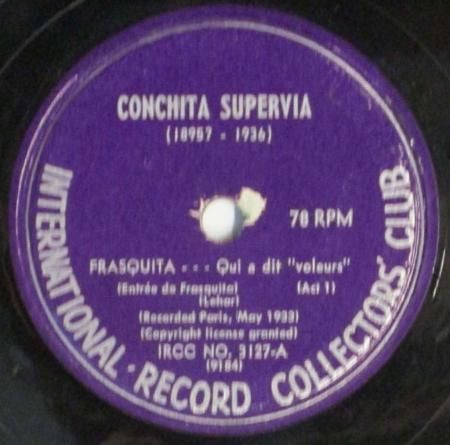 CONCHITA SUPERVIA
(1895? - 1936)
78 RPM
FRASQUITA - - - Qui a dit "voleurs"
(Entrée de Frasquita) (Act 1)
(Lehar)
(Recorded Paris, May 1933)
(Copyright license granted)
IRCC NO. 3127-A
(9184)
INTERNATIONAL · RECORD COLLECTORS' CLUB